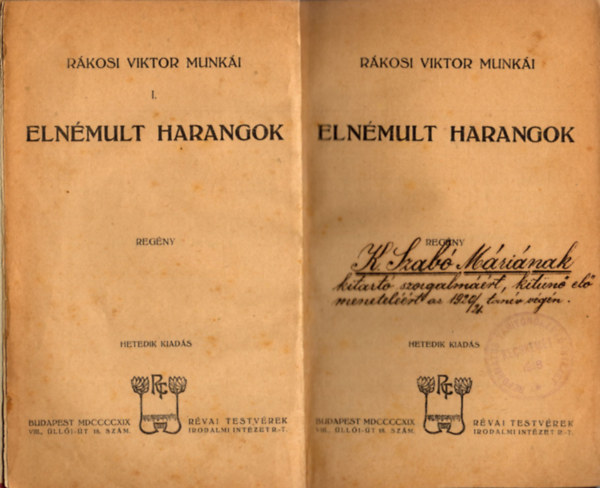 RÁKOSI VIKTOR MUNKÁI
I.
ELNÉMULT HARANGOK
REGÉNY
HETEDIK KIADÁS
BUDAPEST MDCCCCXIX
VIII., ÜLLŐI-ÚT 18. SZÁM.
RÉVAI TESTVÉREK
IRODALMI INTÉZET R.-T.
RÁKOSI VIKTOR MUNKÁI
ELNÉMULT HARANGOK
REGÉNY
K. Szabó Máriának
kitartó szorgalmáért, kitűnő elő
meneteléért az 1920/21 tanév végén.
HETEDIK KIADÁS
BUDAPEST MDCCCCXIX
VIII., ÜLLŐI-ÚT 18. SZÁM.
RÉVAI TESTVÉREK
IRODALMI INTÉZET R.-T.